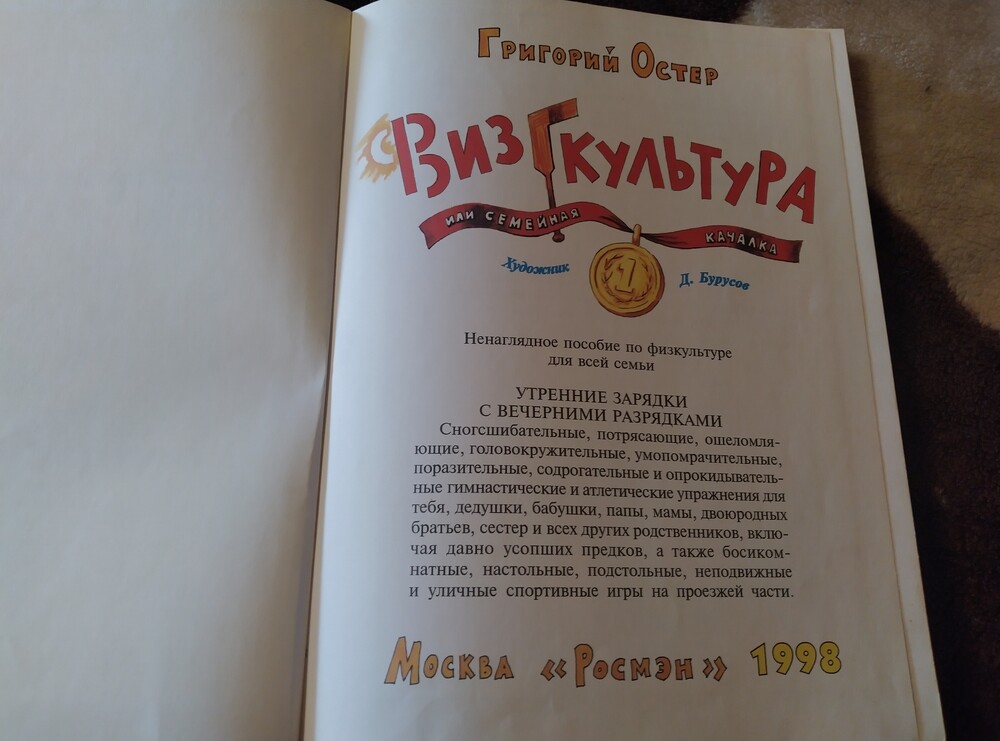 Григорий Остер
С Визгкультура
или семейная качалка
1
Художник Д. Бурусов
Ненаглядное пособие по физкультуре
для всей семьи
УТРЕННИЕ ЗАРЯДКИ
С ВЕЧЕРНИМИ РАЗРЯДКАМИ
Сногсшибательные, потрясающие, ошеломля-
ющие, головокружительные, умопомрачительные,
поразительные, содрогательные и опрокидыватель-
ные гимнастические и атлетические упражнения для
тебя, дедушки, бабушки, папы, мамы, двоюродных
братьев, сестер и всех других родственников, вклю-
чая давно усопших предков, а также босиком-
натные, настольные, подстольные, неподвижные
и уличные спортивные игры на проезжей части.
Москва «Росмэн» 1998